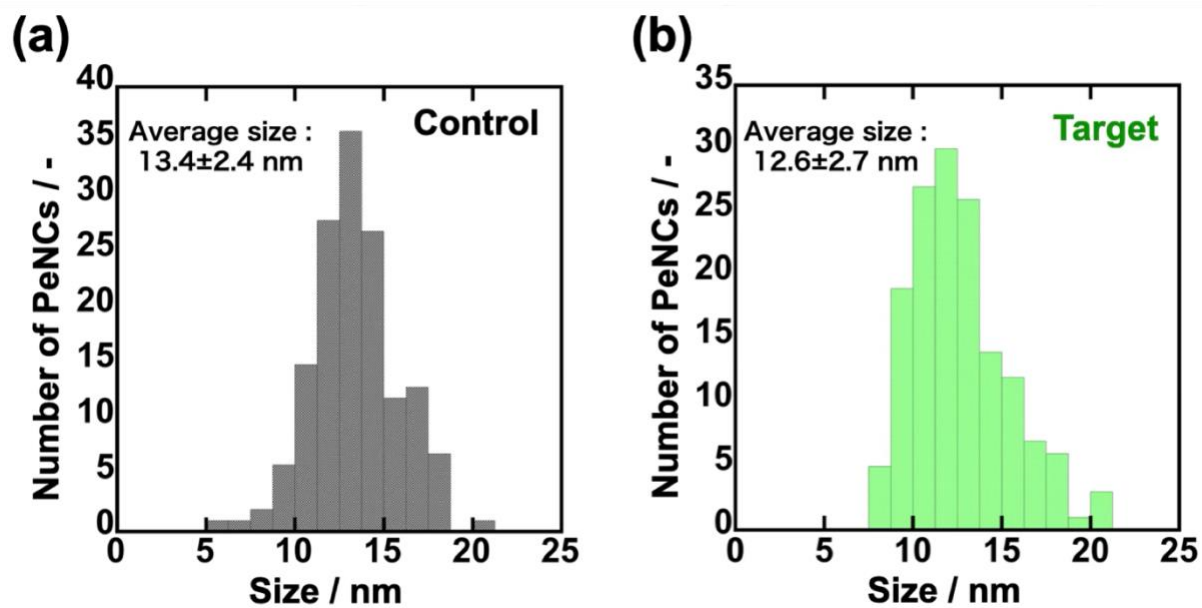 (a)
Number of PeNCs / -
40
35
30
25
20
15
10
5
0
Average size :
13.4±2.4 nm
Control
0 5 10 15 20 25
Size / nm
(b)
Number of PeNCs / -
35
30
25
20
15
10
5
0
Average size :
12.6±2.7 nm
Target
0 5 10 15 20 25
Size / nm